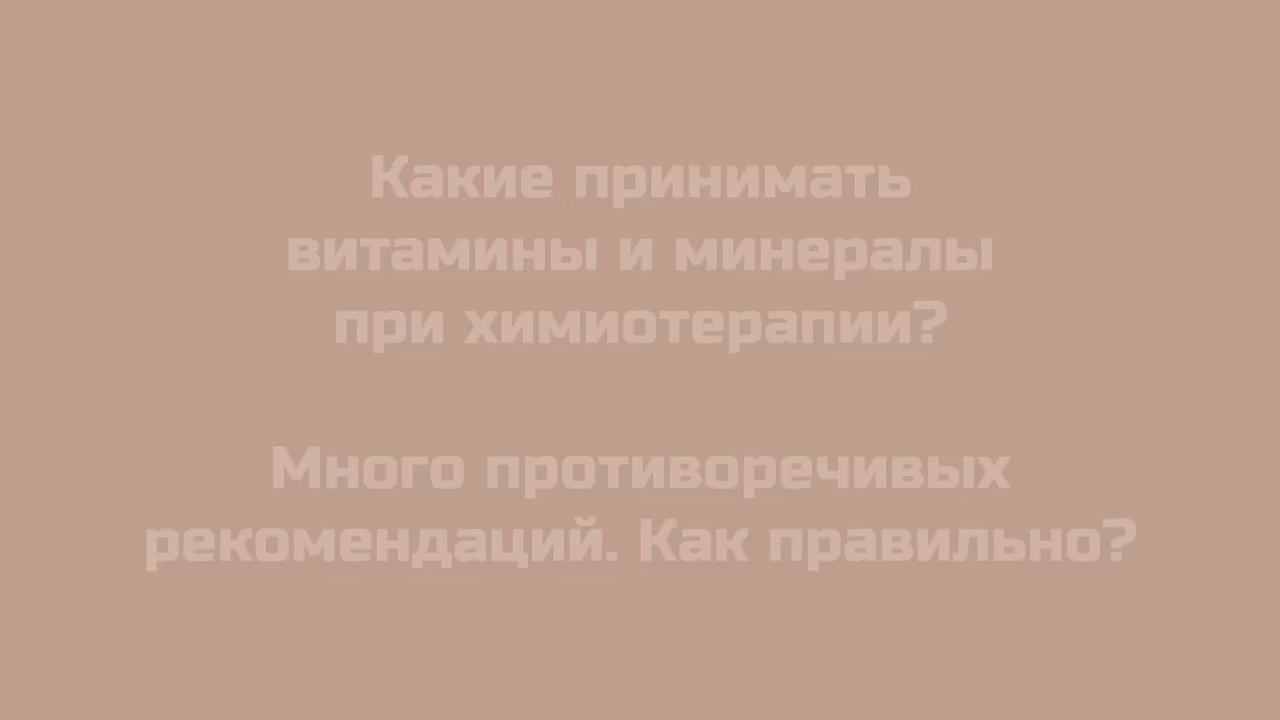 Какие принимать
витамины и минералы
при химиотерапии?
Много противоречивых
рекомендаций. Как правильно?